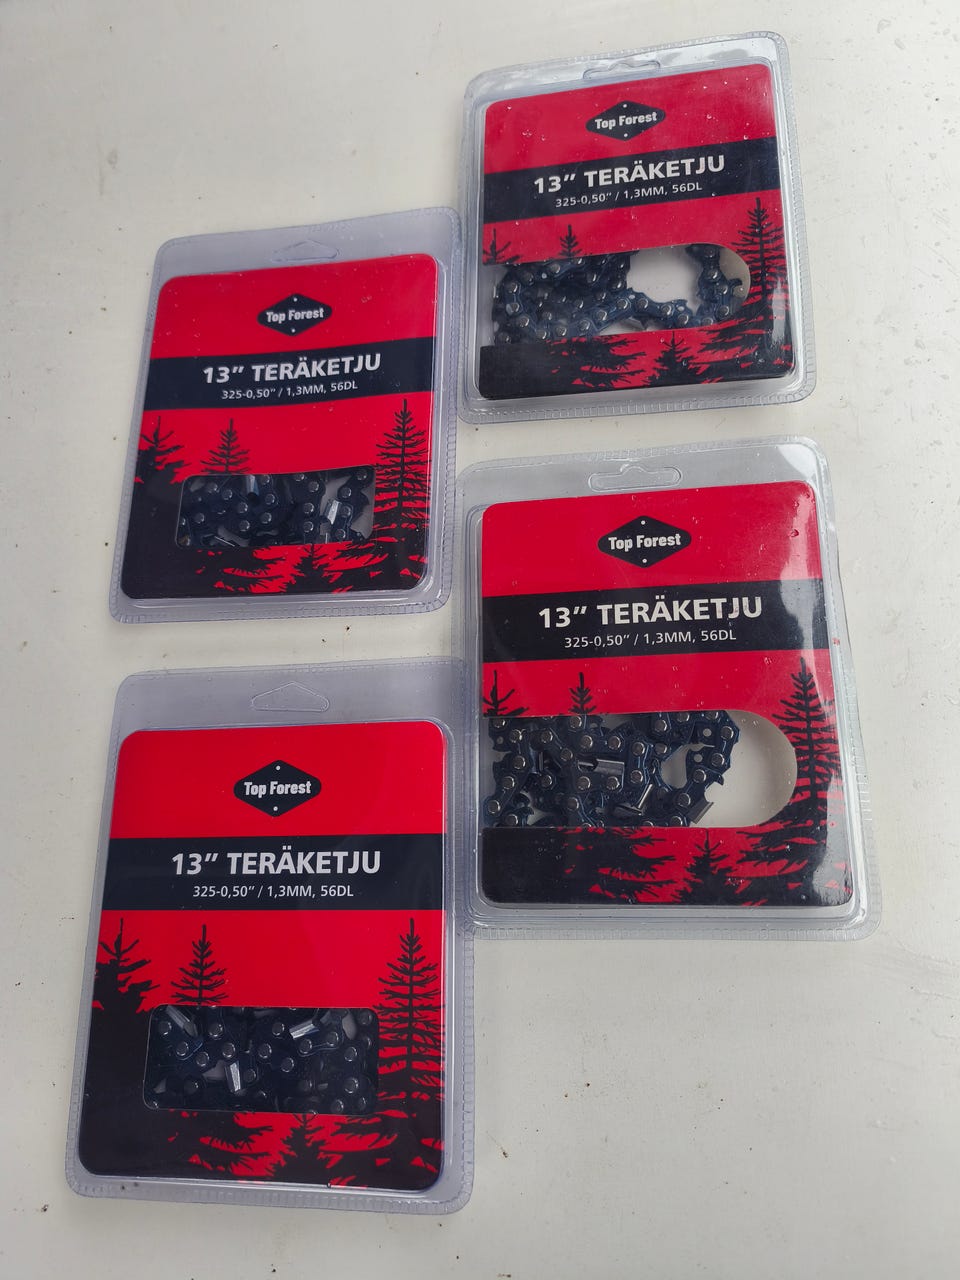 Top Forest
13” TERÄKETJU
325-0,50” / 1,3MM, 56DL
Top Forest
13” TERÄKETJU
325-0,50” / 1,3MM, 56DL
Top Forest
13” TERÄKETJU
325-0,50” / 1,3MM, 56DL
Top Forest
13” TERÄKETJU
325-0,50” / 1,3MM, 56DL